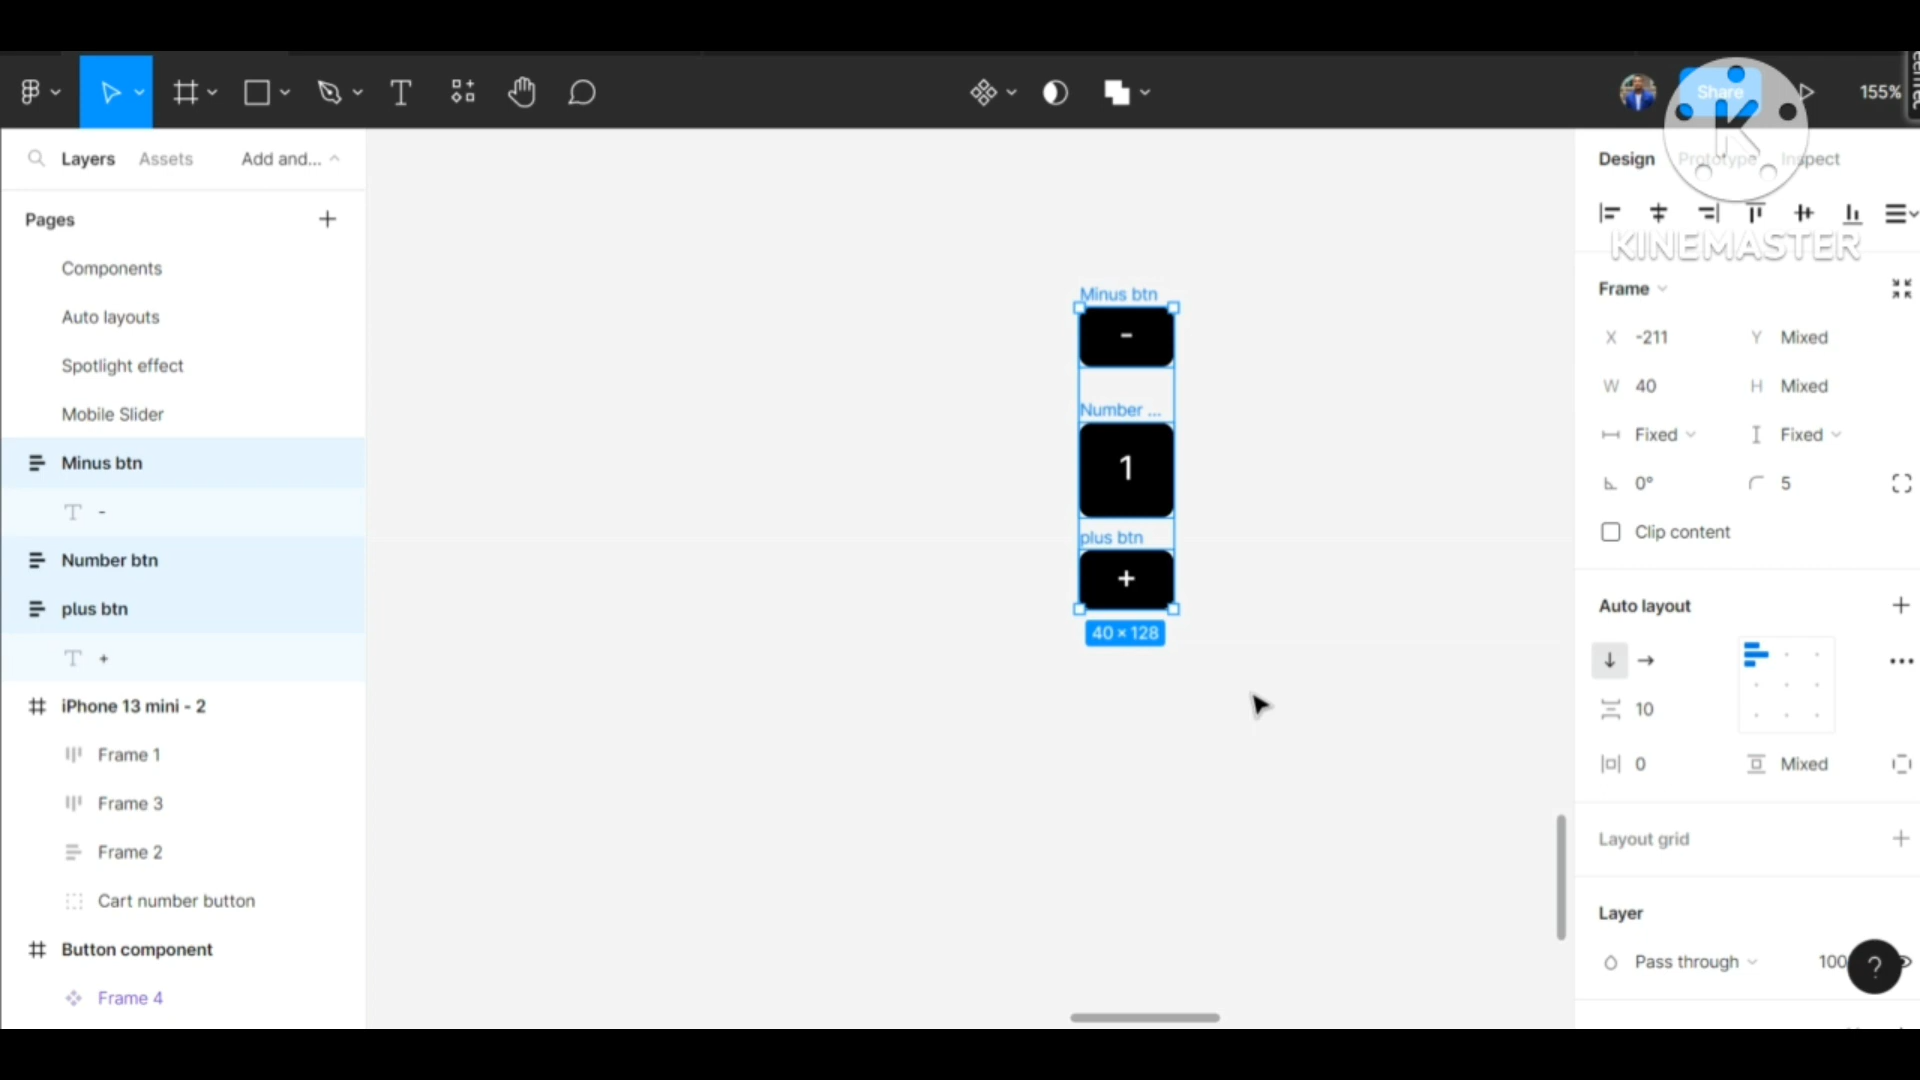 Share
155%
Layers Assets Add and...
Design Prototype Inspect
KINEMASTER
Pages
Components
Auto layouts
Spotlight effect
Mobile Slider
Minus btn
T -
Number btn
plus btn
T +
iPhone 13 mini - 2
Frame 1
Frame 3
Frame 2
Cart number button
Button component
Frame 4
Minus btn
-
Number ...
1
plus btn
+
40 × 128
Frame
X -211 Y Mixed
W 40 H Mixed
Fixed Fixed
0° 5
Clip content
Auto layout
10
0 Mixed
Layout grid
Layer
Pass through 100
?